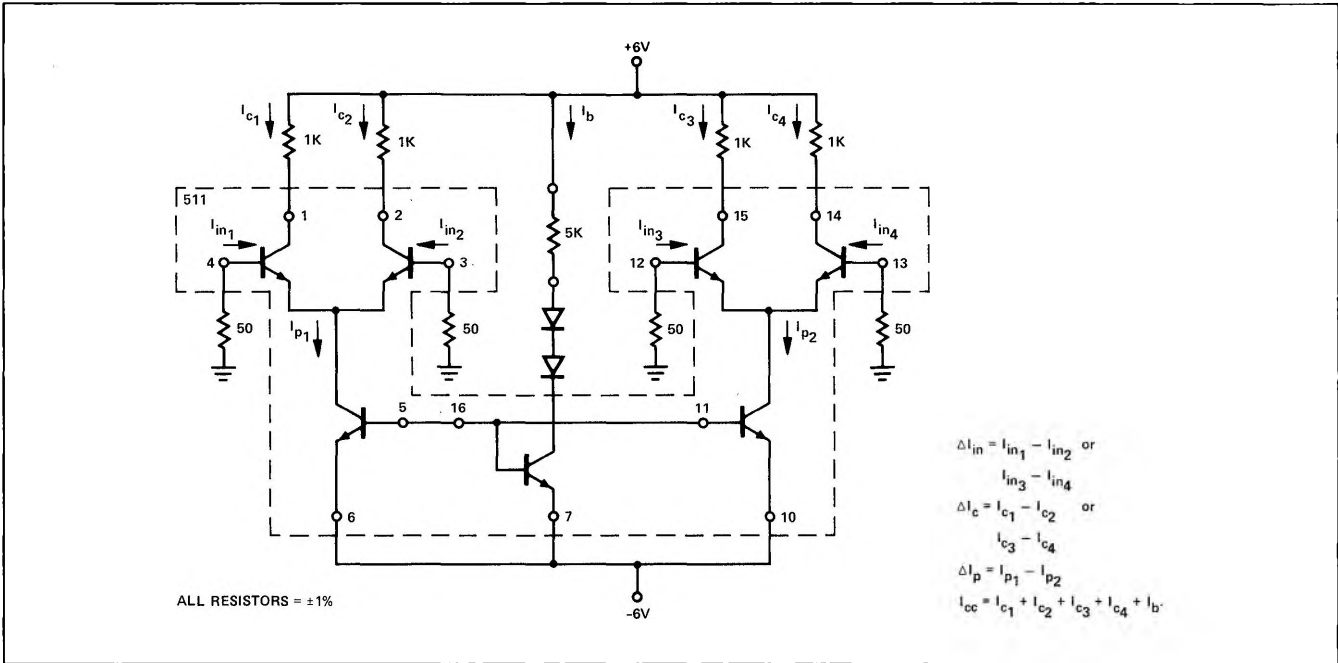 +6V
Ic1
Ic2
Ib
Ic3
Ic4
1K
1K
1K
1K
511
1
2
15
14
Iin1
Iin2
5K
Iin3
Iin4
4
3
12
13
50
Ip1
50
50
Ip2
50
5
16
11
6
7
10
ALL RESISTORS = ±1%
-6V
ΔIin = Iin1 – Iin2 or
Iin3 – Iin4
ΔIc = Ic1 – Ic2 or
Ic3 – Ic4
ΔIp = Ip1 – Ip2
Icc = Ic1 + Ic2 + Ic3 + Ic4 + Ib.